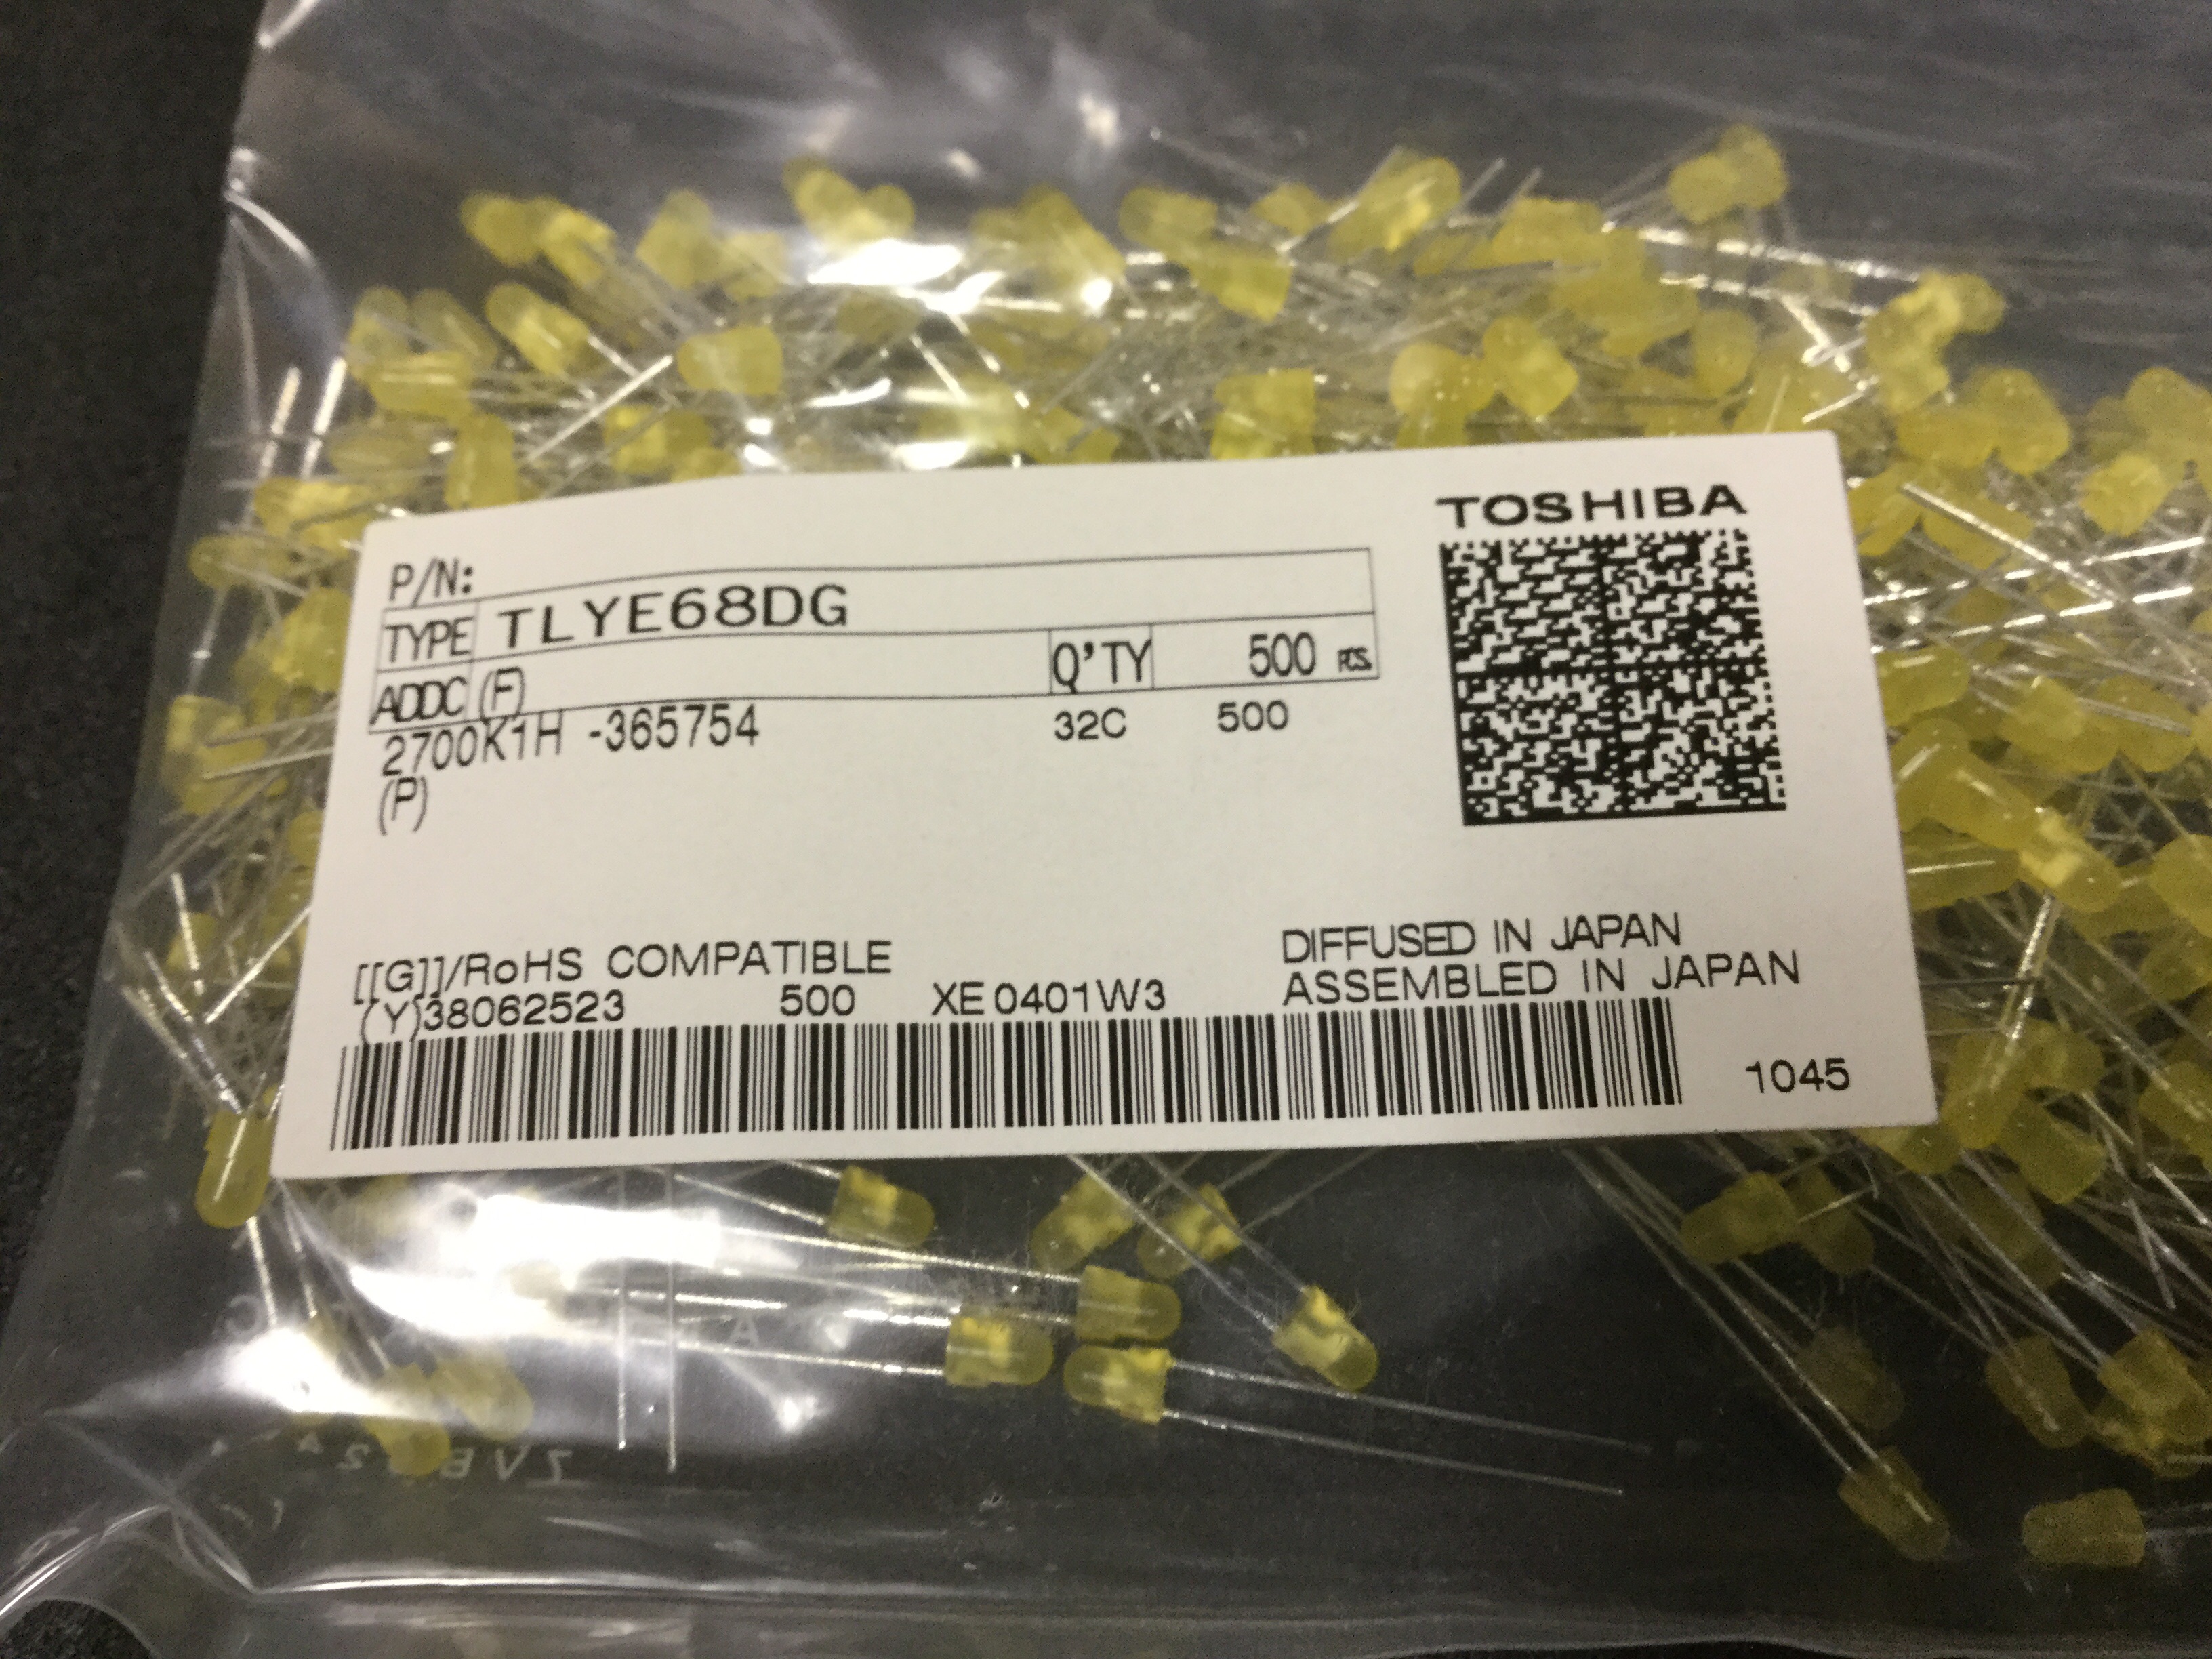 TOSHIBA
P/N:
TYPE TLYE68DG
ADDC (F) Q'TY 500 PCS.
2700K1H -365754 32C 500
(P)
[[G]]/RoHS COMPATIBLE
DIFFUSED IN JAPAN
ASSEMBLED IN JAPAN
(Y)38062523 500 XE0401W3
1045